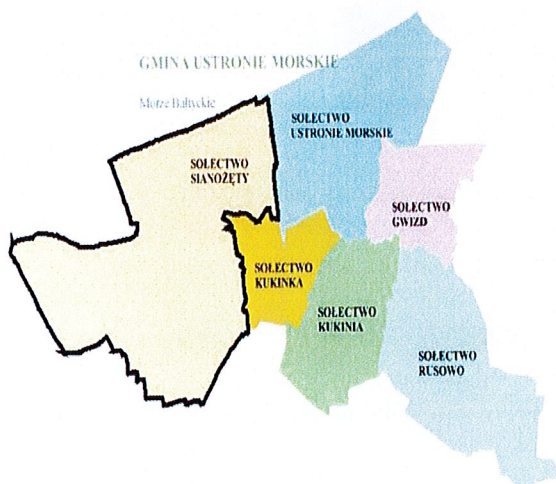 GMINA USTRONIE MORSKIE
Morze Bałtyckie
SOŁECTWO
USTRONIE MORSKIE
SOŁECTWO
SIANOŻĘTY
SOŁECTWO
GWIZD
SOŁECTWO
KUKINKA
SOŁECTWO
KUKINIA
SOŁECTWO
RUSOWO